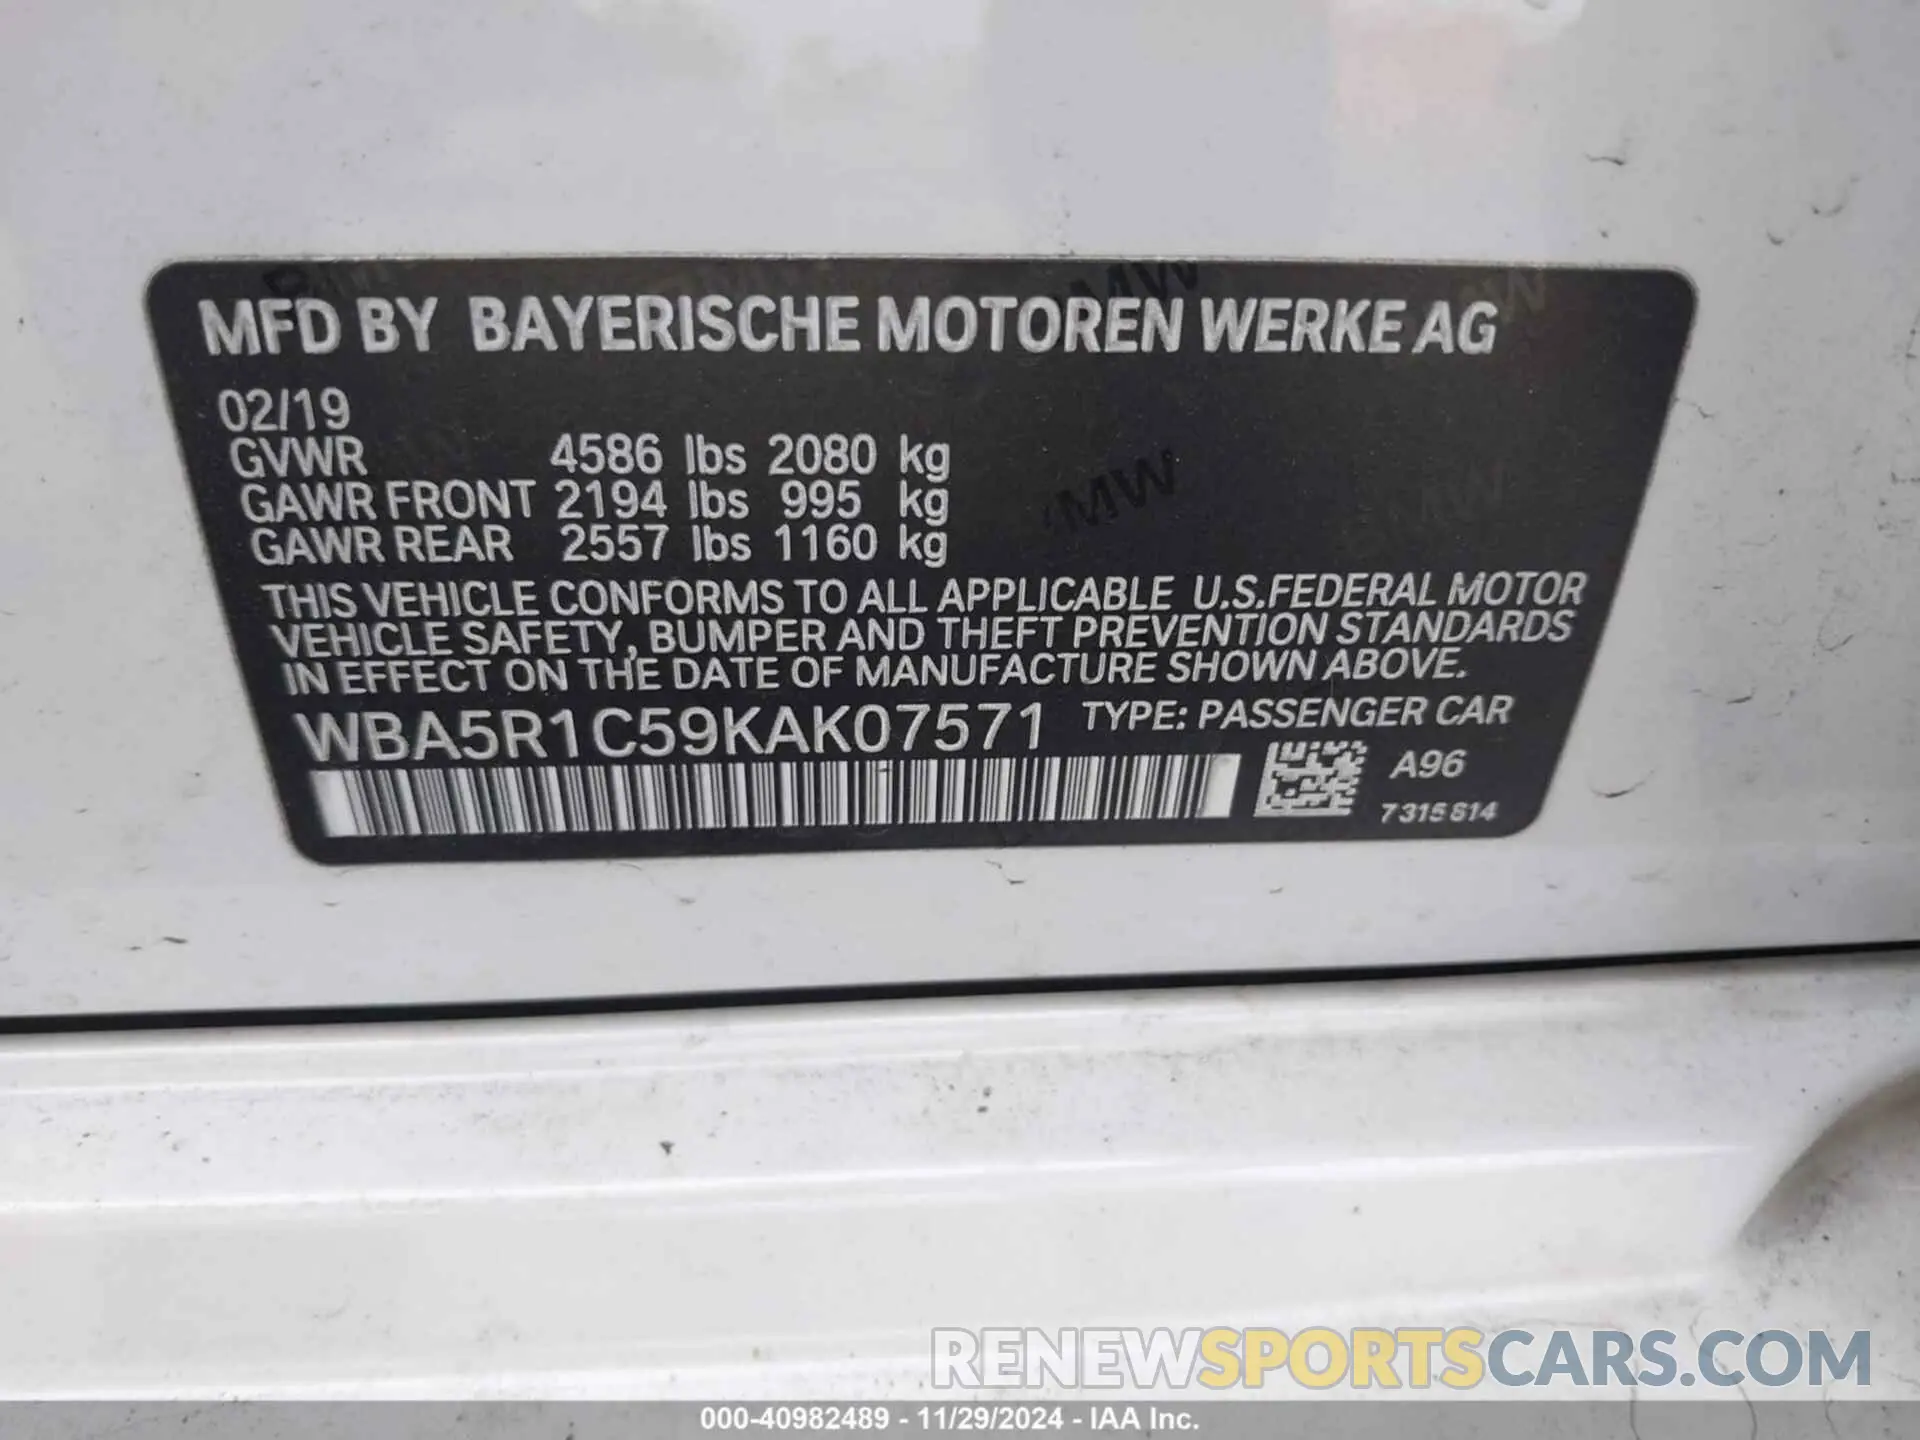 MFD BY BAYERISCHE MOTOREN WERKE AG
02/19
GVWR 4586 lbs 2080 kg
GAWR FRONT 2194 lbs 995 kg
GAWR REAR 2557 lbs 1160 kg
THIS VEHICLE CONFORMS TO ALL APPLICABLE U.S.FEDERAL MOTOR
VEHICLE SAFETY, BUMPER AND THEFT PREVENTION STANDARDS
IN EFFECT ON THE DATE OF MANUFACTURE SHOWN ABOVE.
WBA5R1C59KAK07571 TYPE: PASSENGER CAR
A96
7315814
RENEWSPORTSCARS.COM
000-40982489 - 11/29/2024 - IAA Inc.